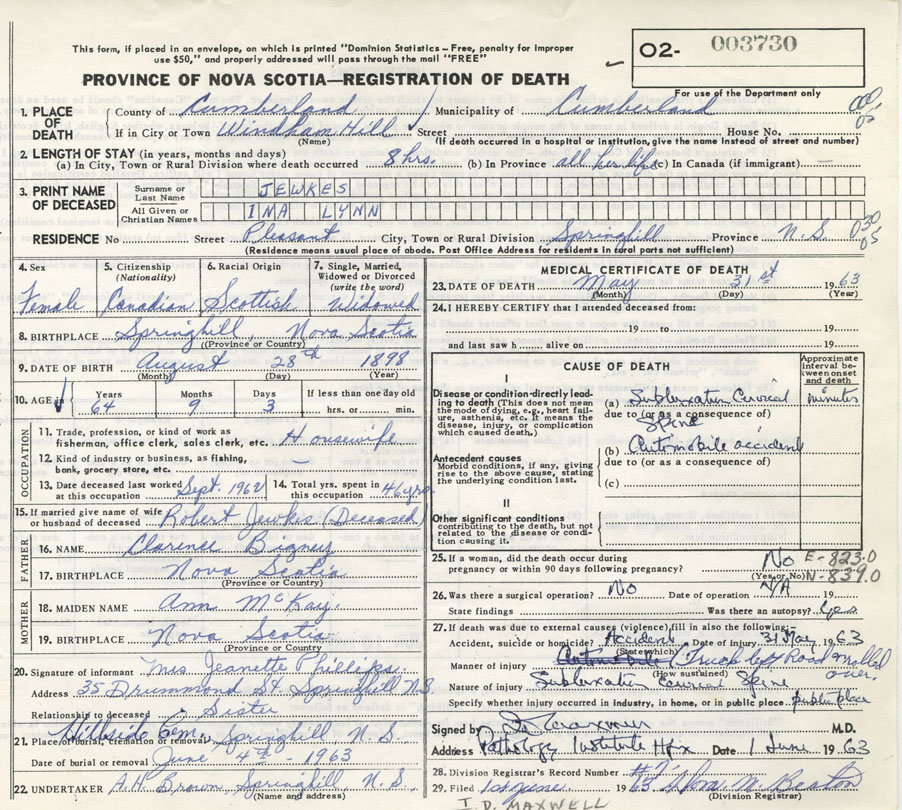 This form, if placed in an envelope, on which is printed "Dominion Statistics – Free, penalty for improper
use $50," and properly addressed will pass through the mail "FREE"
O2- 003730
For use of the Department only
PROVINCE OF NOVA SCOTIA—REGISTRATION OF DEATH
1. PLACE OF DEATH
County of Cumberland Municipality of Cumberland
If in City or Town Windham Hill Street House No.
(Name) (If death occurred in a hospital or institution, give the name instead of street and number)
2. LENGTH OF STAY (in years, months and days)
(a) In City, Town or Rural Division where death occurred 8 hrs. (b) In Province all her life (c) In Canada (if immigrant) —
3. PRINT NAME OF DECEASED
Surname or Last Name JEWKES
All Given or Christian Names INA LYNN
RESIDENCE No Street Pleasant City, Town or Rural Division Springhill Province N.S.
(Residence means usual place of abode. Post Office Address for residents in rural parts not sufficient)
4. Sex Female
5. Citizenship (Nationality) Canadian
6. Racial Origin Scottish
7. Single, Married, Widowed or Divorced (write the word) Widowed
8. BIRTHPLACE Springhill, Nova Scotia
(Province or Country)
9. DATE OF BIRTH August 28th 1898
(Month) (Day) (Year)
10. AGE Years 64 Months 9 Days 3 If less than one day old hrs. or min.
OCCUPATION
11. Trade, profession, or kind of work as fisherman, office clerk, sales clerk, etc. Housewife
12. Kind of industry or business, as fishing, bank, grocery store, etc. —
13. Date deceased last worked at this occupation Sept. 1962
14. Total yrs. spent in this occupation 46 yrs.
15. If married give name of wife or husband of deceased Robert Jewkes (Deceased)
FATHER
16. NAME Clarence Bigney
17. BIRTHPLACE Nova Scotia
(Province or Country)
MOTHER
18. MAIDEN NAME Ann McKay.
19. BIRTHPLACE Nova Scotia
(Province or Country)
20. Signature of informant Mrs Jeanette Phillips.
Address 35 Drummond St. Springhill N.S.
Relationship to deceased Sister
21. Place of burial, cremation or removal Hillside Cem. Springhill N.S.
Date of burial or removal June 4th - 1963
22. UNDERTAKER A.H. Brown Springhill, N.S.
(Name and address)
MEDICAL CERTIFICATE OF DEATH
23. DATE OF DEATH May 31st 1963
(Month) (Day) (Year)
24. I HEREBY CERTIFY that I attended deceased from:
19 to 19
and last saw h alive on 19
CAUSE OF DEATH
Approximate interval between onset and death
I
Disease or condition directly leading to death (This does not mean the mode of dying, e.g., heart failure, asthenia, etc. It means the disease, injury, or complication which caused death.)
(a) Subluxation Cervical Spine minutes
due to (or as a consequence of)
Antecedent causes
Morbid conditions, if any, giving rise to the above cause, stating the underlying condition last.
(b) Automobile accident
due to (or as a consequence of)
(c)
II
Other significant conditions contributing to the death, but not related to the disease or condition causing it.
25. If a woman, did the death occur during pregnancy or within 90 days following pregnancy? No
(Yes or No)
E-823.0
N-839.0
26. Was there a surgical operation? No Date of operation N/A 19
State findings Was there an autopsy? Yes
27. If death was due to external causes (violence) fill in also the following:—
Accident, suicide or homicide? Accident Date of injury 31 May 1963
(State which)
Manner of injury Automobile (Truck left Road & rolled over.
(How sustained)
Nature of injury Subluxation Cervical Spine
Specify whether injury occurred in industry, in home, or in public place public place
Signed by M.D.
Address Pathology Institute Hfx Date 1 June 1963
28. Division Registrar's Record Number #7
29. Filed 1st June 1963
(Division Registrar)
I. D. MAXWELL